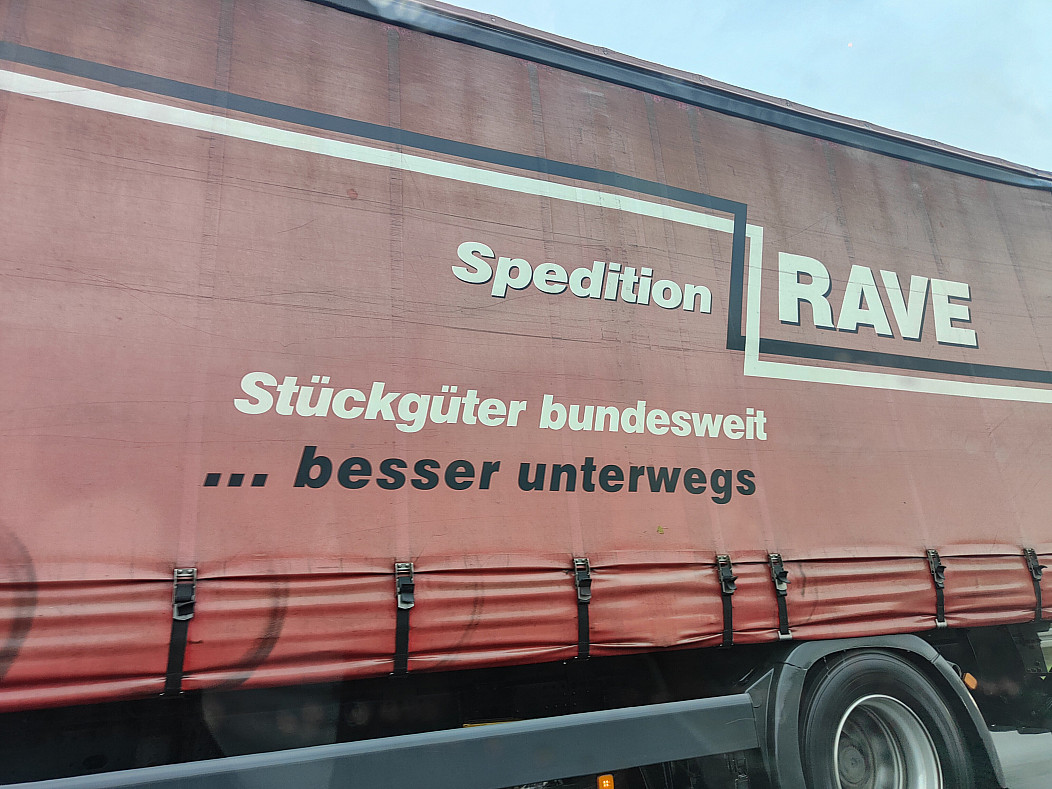 Spedition RAVE
Stückgüter bundesweit
... besser unterwegs